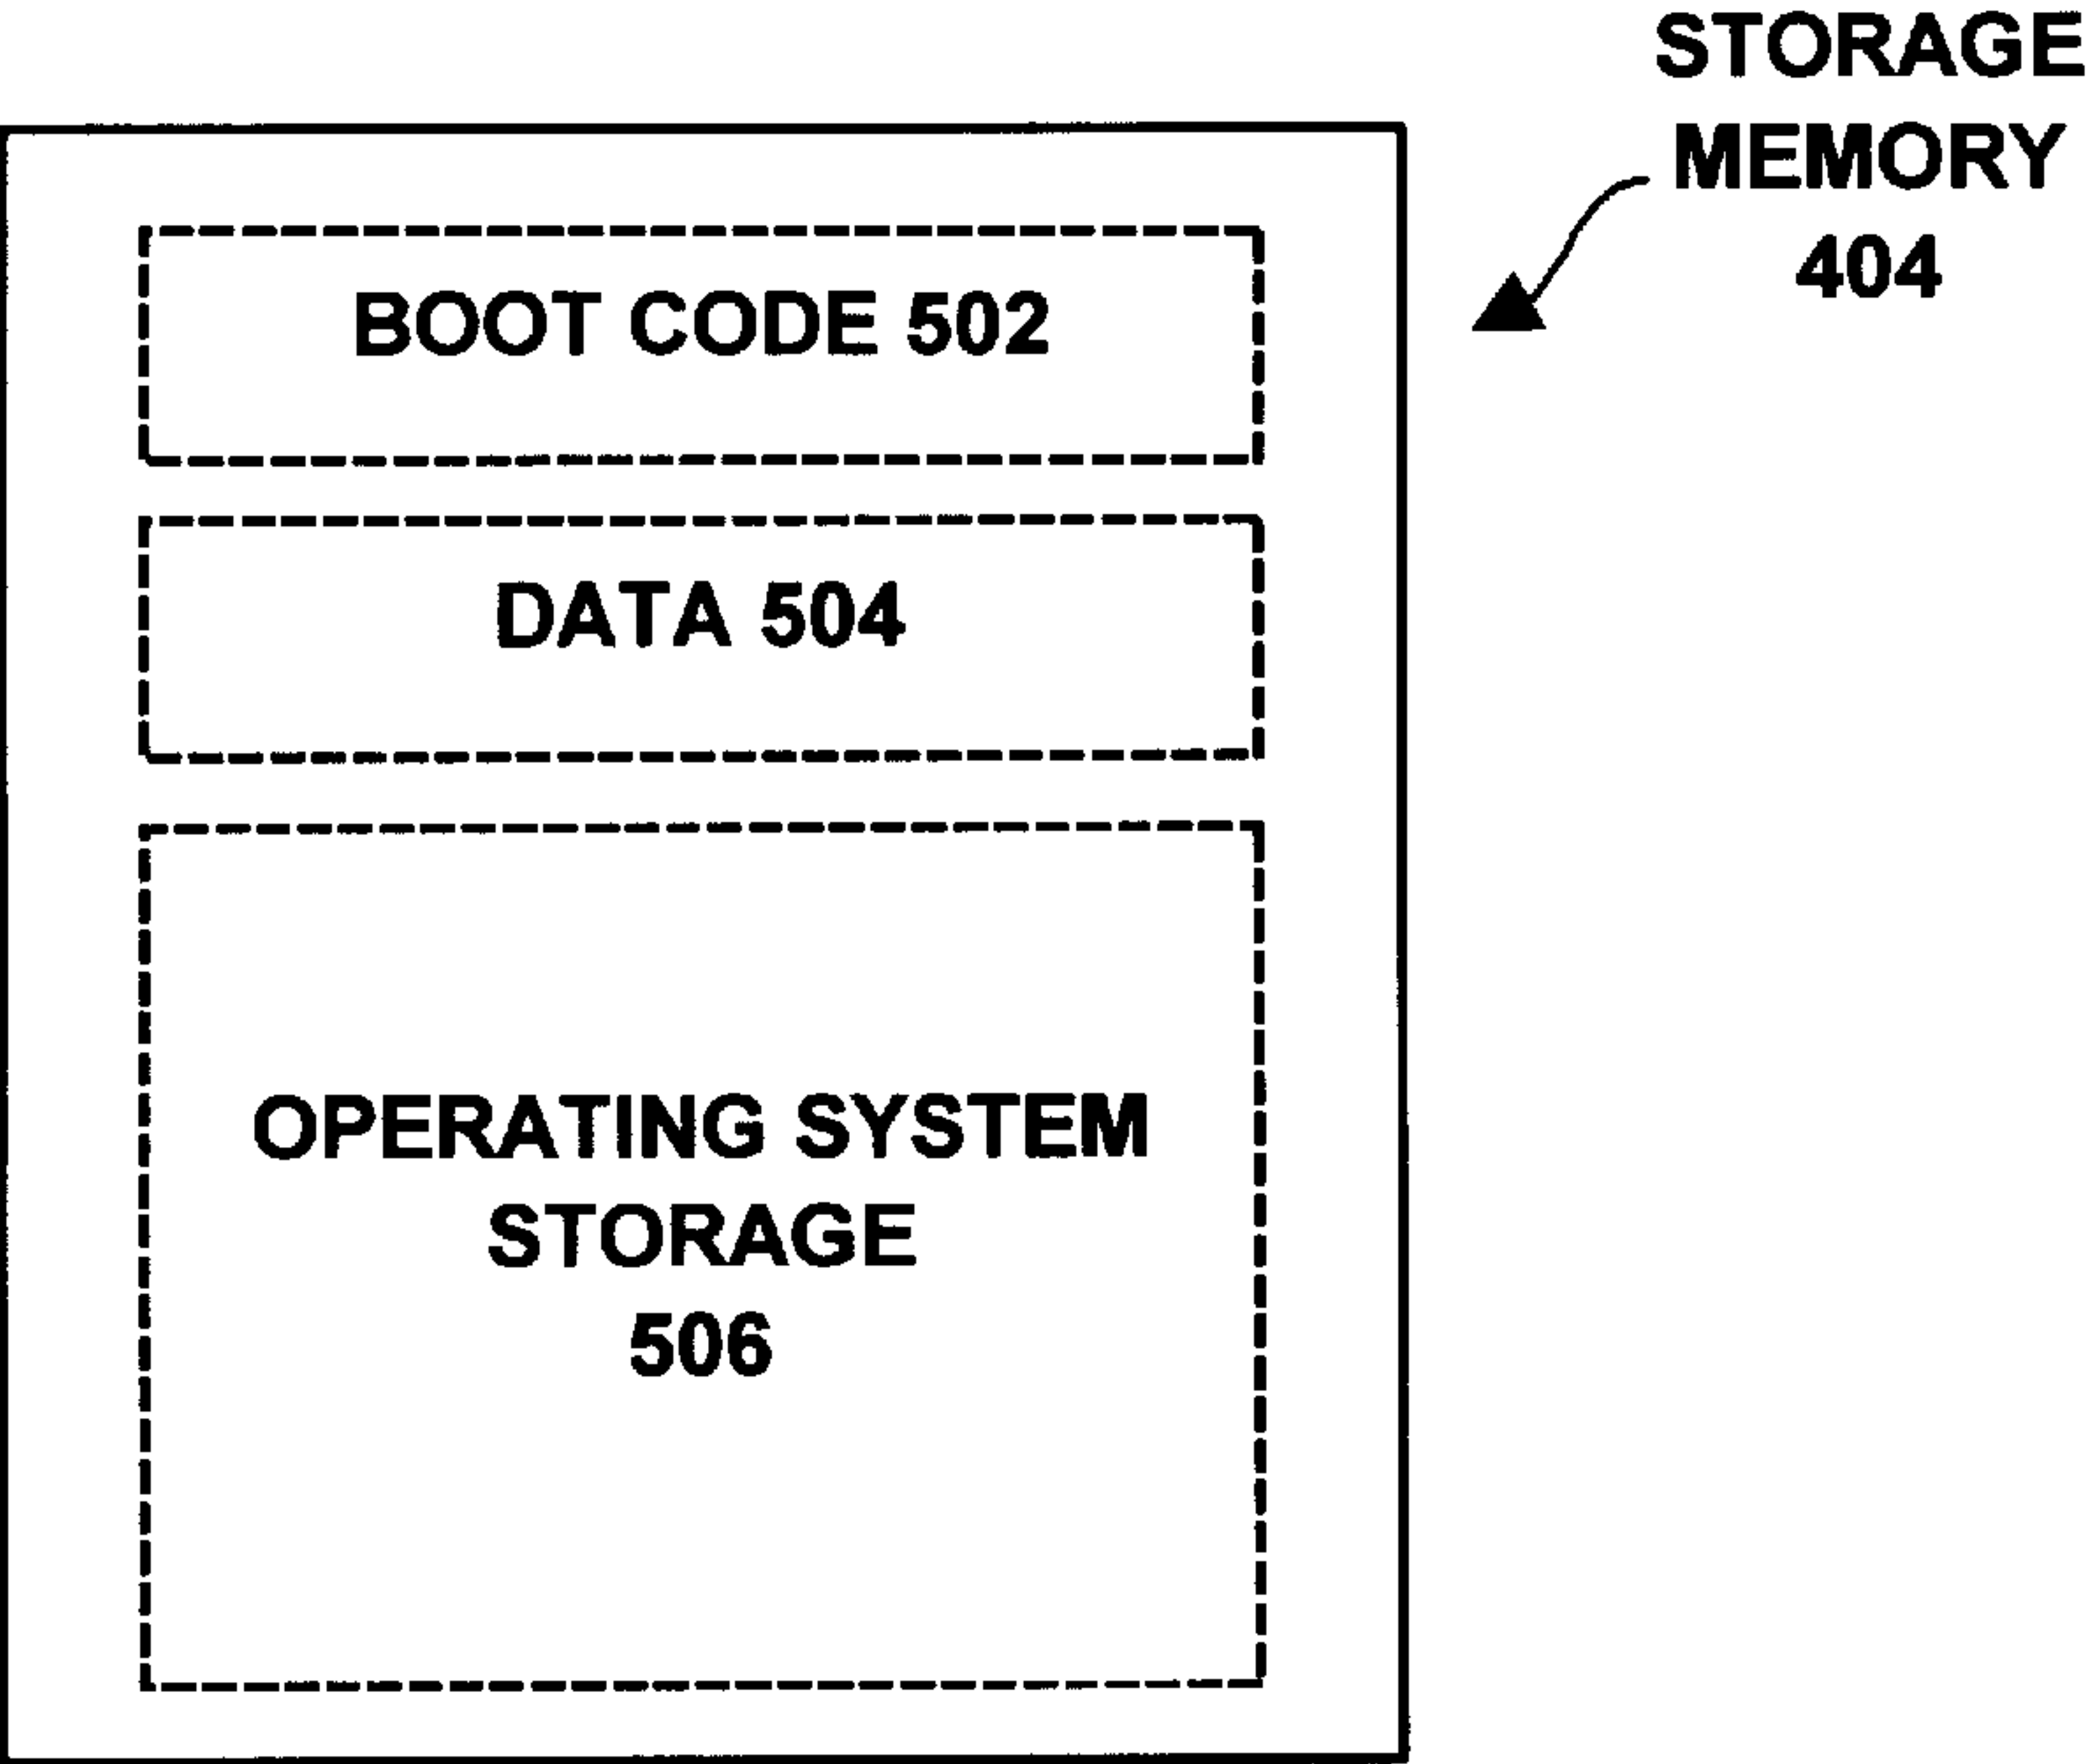 STORAGE
MEMORY
404
BOOT CODE 502
DATA 504
OPERATING SYSTEM
STORAGE
506